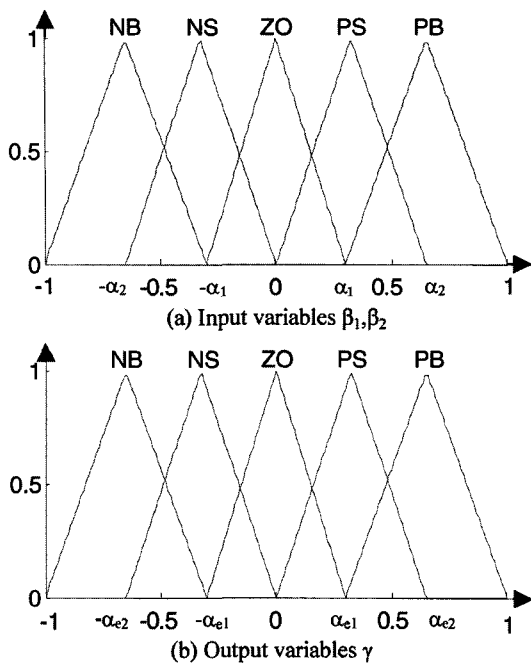 NB NS ZO PS PB
1
0.5
0
-1 -α₂ -0.5 -α₁ 0 α₁ 0.5 α₂ 1
(a) Input variables β₁,β₂
NB NS ZO PS PB
1
0.5
0
-1 -αₑ₂ -0.5 -αₑ₁ 0 αₑ₁ 0.5 αₑ₂ 1
(b) Output variables γ